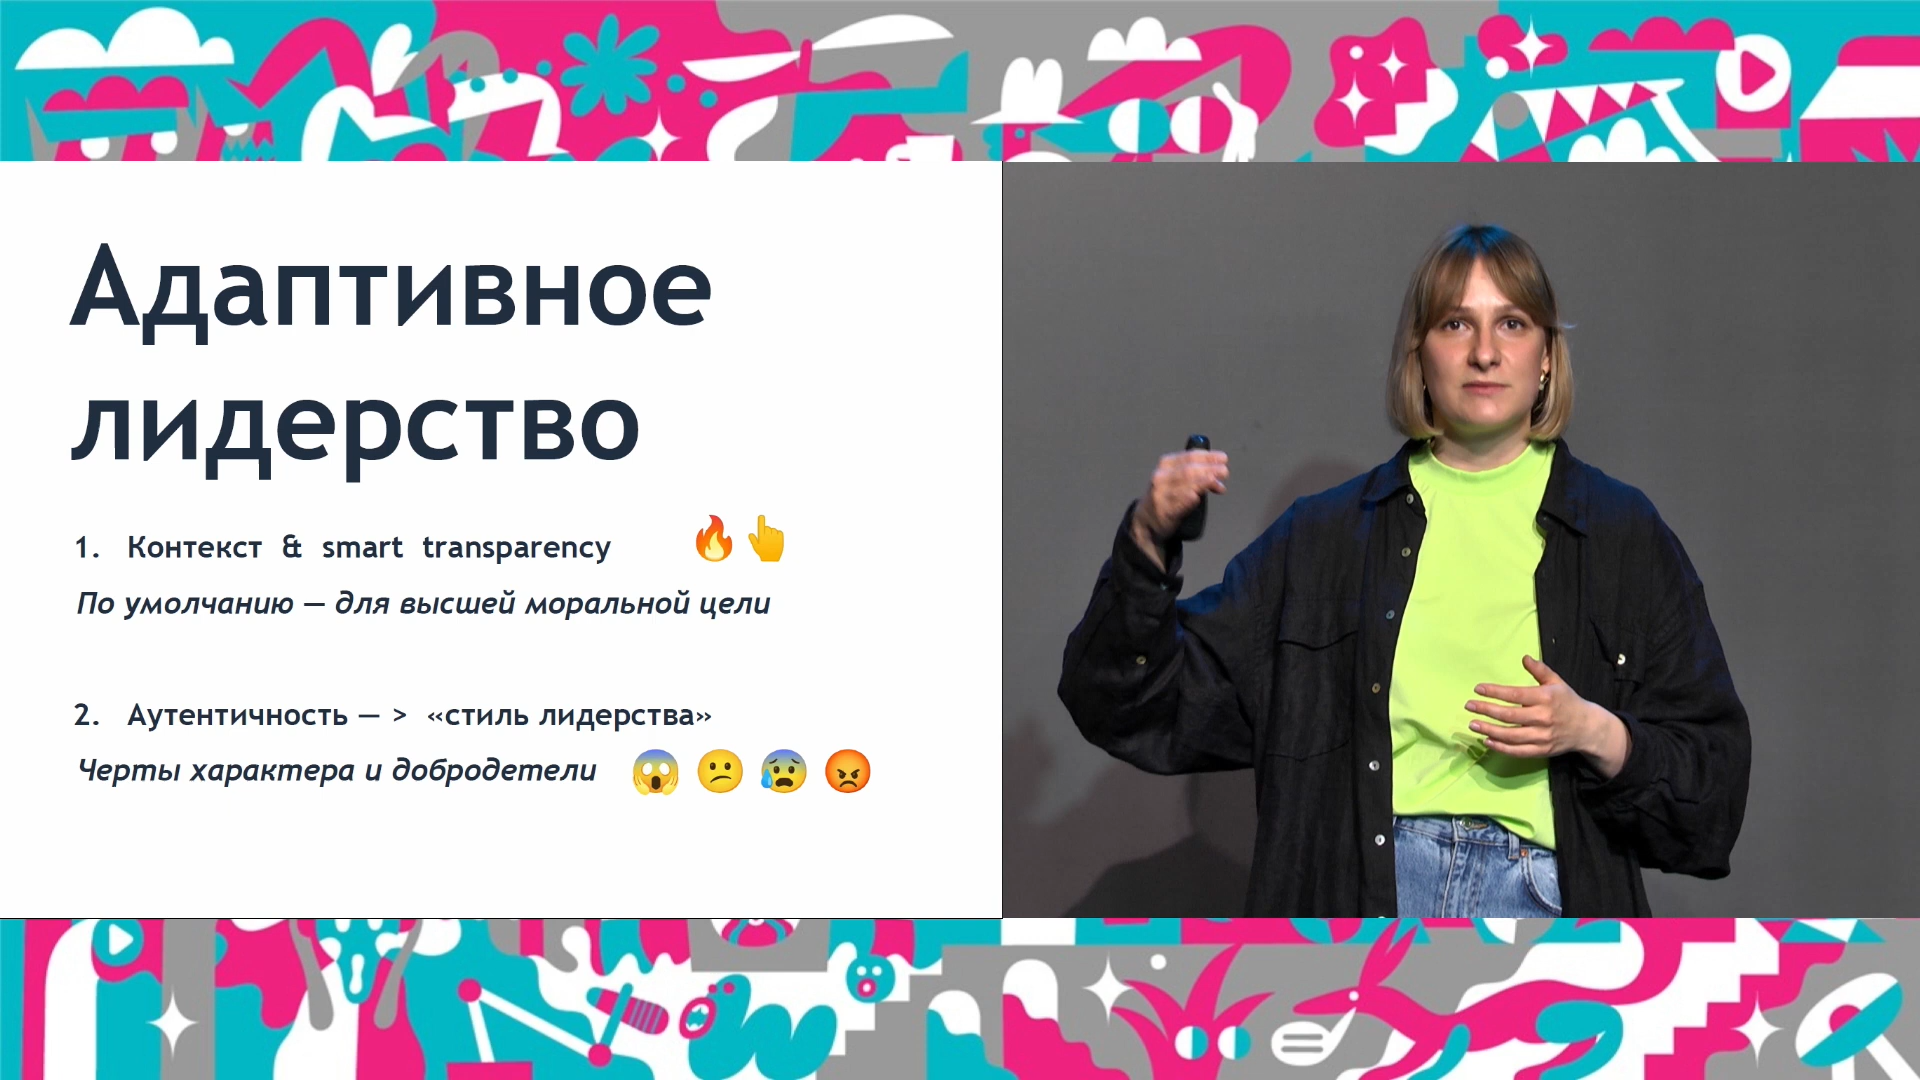 Адаптивное
лидерство
1. Контекст & smart transparency 🔥👆
По умолчанию — для высшей моральной цели
2. Аутентичность — > «стиль лидерства»
Черты характера и добродетели 😱 😕 😰 😡